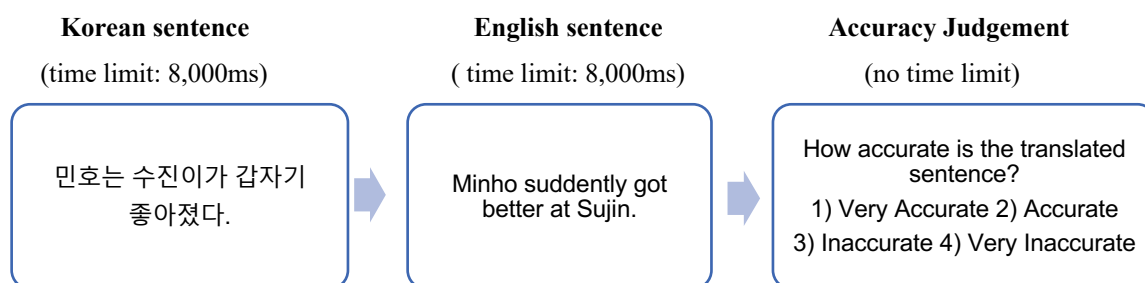 Korean sentence
(time limit: 8,000ms)
민호는 수진이가 갑자기
좋아졌다.
English sentence
( time limit: 8,000ms)
Minho suddenly got
better at Sujin.
Accuracy Judgement
(no time limit)
How accurate is the translated
sentence?
1) Very Accurate 2) Accurate
3) Inaccurate 4) Very Inaccurate